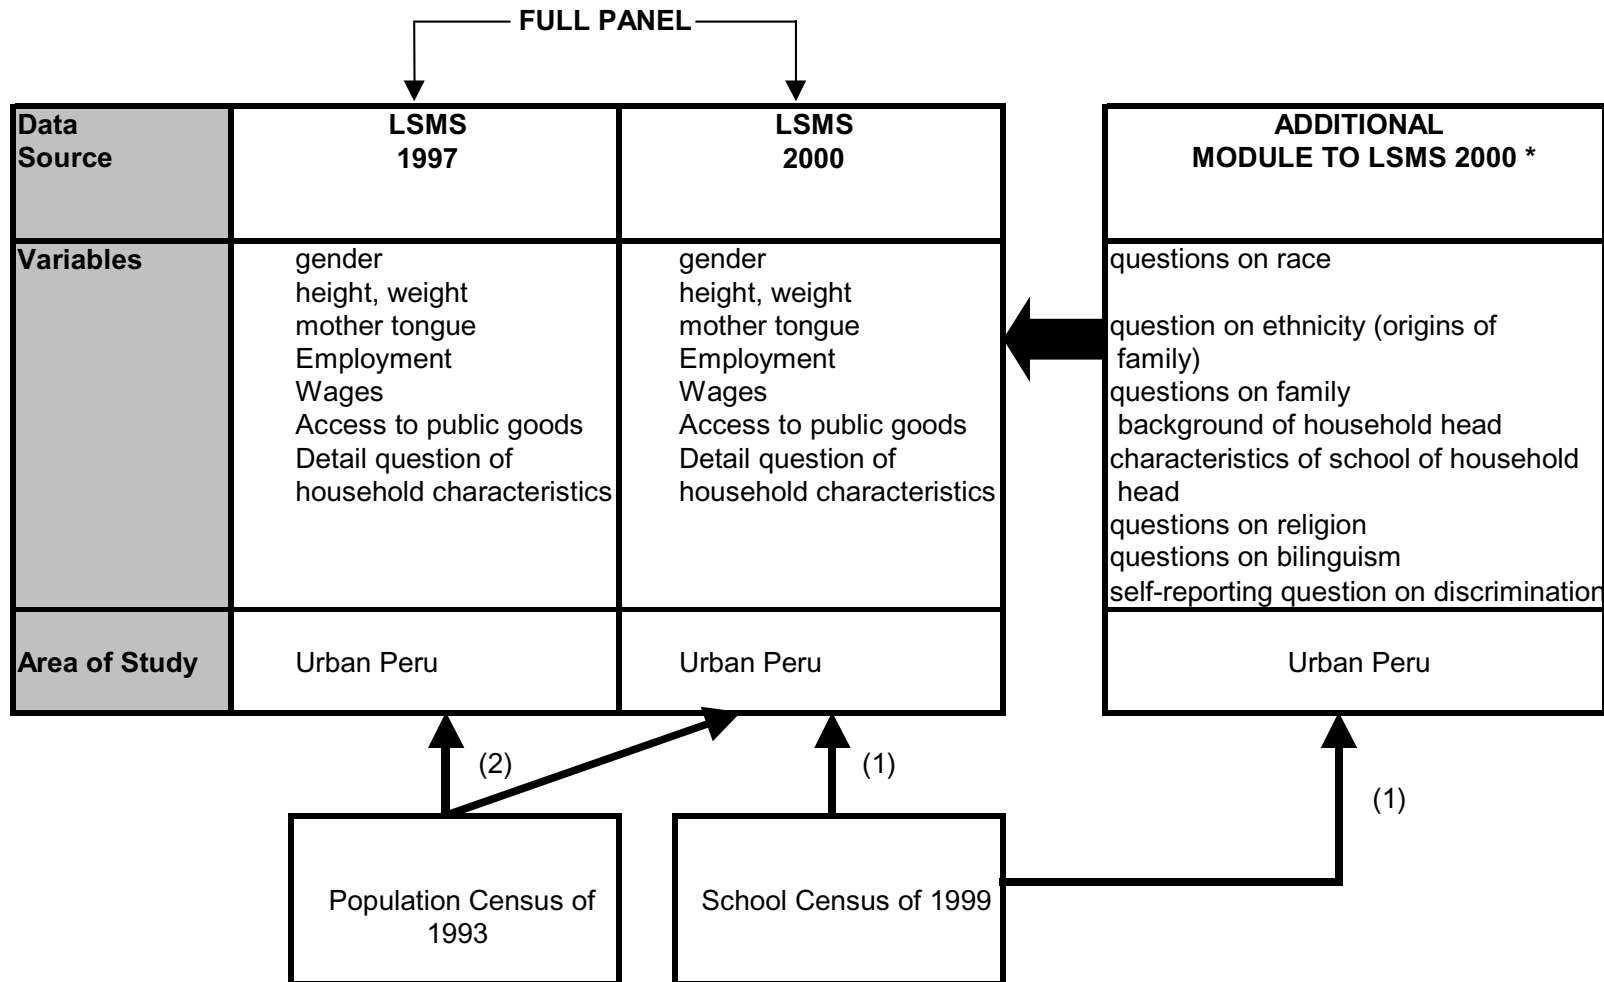 FULL PANEL
Data
Source
LSMS
1997
LSMS
2000
ADDITIONAL
MODULE TO LSMS 2000 *
Variables
gender
height, weight
mother tongue
Employment
Wages
Access to public goods
Detail question of
household characteristics
gender
height, weight
mother tongue
Employment
Wages
Access to public goods
Detail question of
household characteristics
questions on race
question on ethnicity (origins of
family)
questions on family
background of household head
characteristics of school of household
head
questions on religion
questions on bilinguism
self-reporting question on discrimination
Area of Study
Urban Peru
Urban Peru
Urban Peru
(2)
(1)
(1)
Population Census of
1993
School Census of 1999